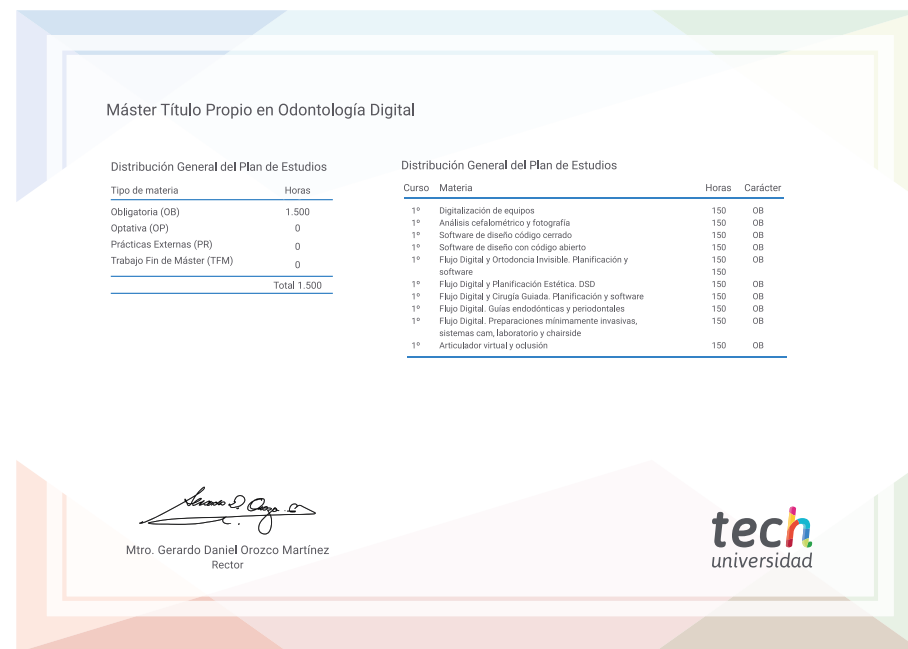 Máster Título Propio en Odontología Digital
Distribución General del Plan de Estudios
Tipo de materia Horas
Obligatoria (OB) 1.500
Optativa (OP) 0
Prácticas Externas (PR) 0
Trabajo Fin de Máster (TFM) 0
Total 1.500
Distribución General del Plan de Estudios
Curso Materia Horas Carácter
1º Digitalización de equipos 150 OB
1º Análisis cefalométrico y fotografía 150 OB
1º Software de diseño código cerrado 150 OB
1º Software de diseño con código abierto 150 OB
1º Flujo Digital y Ortodoncia Invisible. Planificación y 150 OB
software 150
1º Flujo Digital y Planificación Estética. DSD 150 OB
1º Flujo Digital y Cirugía Guiada. Planificación y software 150 OB
1º Flujo Digital. Guías endodónticas y periodontales 150 OB
1º Flujo Digital. Preparaciones mínimamente invasivas, 150 OB
sistemas cam, laboratorio y chairside
1º Articulador virtual y oclusión 150 OB
Mtro. Gerardo Daniel Orozco Martínez
Rector
tech
universidad